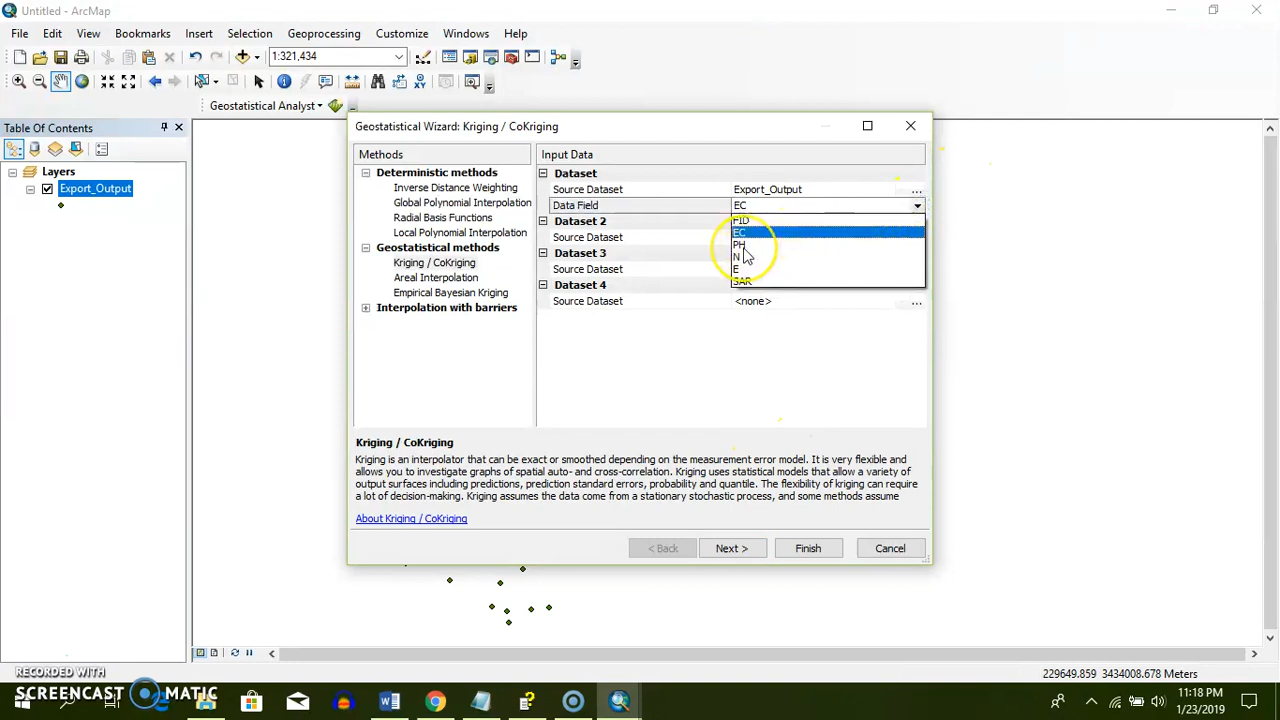 Untitled - ArcMap
File Edit View Bookmarks Insert Selection Geoprocessing Customize Windows Help
1:321,434
Geostatistical Analyst
Table Of Contents
Layers
Export_Output
Geostatistical Wizard: Kriging / CoKriging
Methods
Deterministic methods
Inverse Distance Weighting
Global Polynomial Interpolation
Radial Basis Functions
Local Polynomial Interpolation
Geostatistical methods
Kriging / CoKriging
Areal Interpolation
Empirical Bayesian Kriging
Interpolation with barriers
Input Data
Dataset
Source Dataset Export_Output ...
Data Field EC
FID
EC
PH
N
E
SAR
Dataset 2
Source Dataset
Dataset 3
Source Dataset
Dataset 4
Source Dataset <none> ...
Kriging / CoKriging
Kriging is an interpolator that can be exact or smoothed depending on the measurement error model. It is very flexible and
allows you to investigate graphs of spatial auto- and cross-correlation. Kriging uses statistical models that allow a variety of
output surfaces including predictions, prediction standard errors, probability and quantile. The flexibility of kriging can require
a lot of decision-making. Kriging assumes the data come from a stationary stochastic process, and some methods assume
About Kriging / CoKriging
< Back Next > Finish Cancel
229649.859 3434008.678 Meters
RECORDED WITH
SCREENCAST MATIC
11:18 PM
1/23/2019